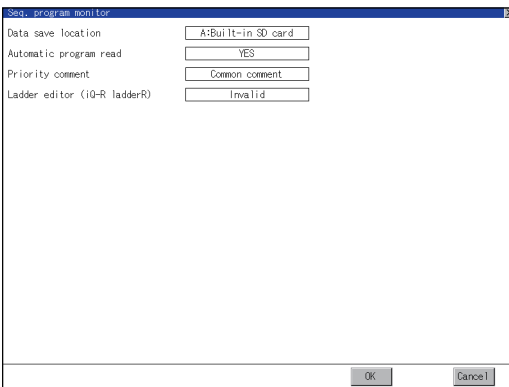 Seq. program monitor
Data save location A:Built-in SD card
Automatic program read YES
Priority comment Common comment
Ladder editor (iQ-R ladderR) Invalid
OK Cancel